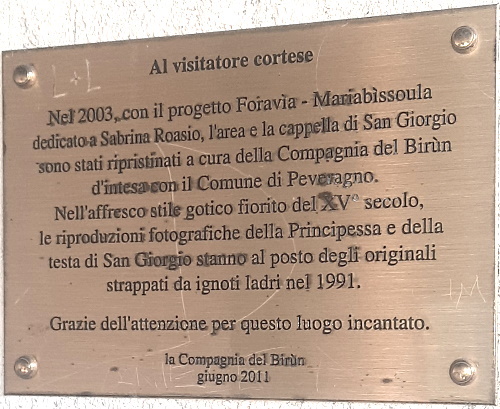 Al visitatore cortese
Nel 2003, con il progetto Foravìa - Mariabìssoula
dedicato a Sabrina Roasio, l'area e la cappella di San Giorgio
sono stati ripristinati a cura della Compagnia del Birùn
d'intesa con il Comune di Peveragno.
Nell'affresco stile gotico fiorito del XV° secolo,
le riproduzioni fotografiche della Principessa e della
testa di San Giorgio stanno al posto degli originali
strappati da ignoti ladri nel 1991.
Grazie dell'attenzione per questo luogo incantato.
la Compagnia del Birùn
giugno 2011
L+L